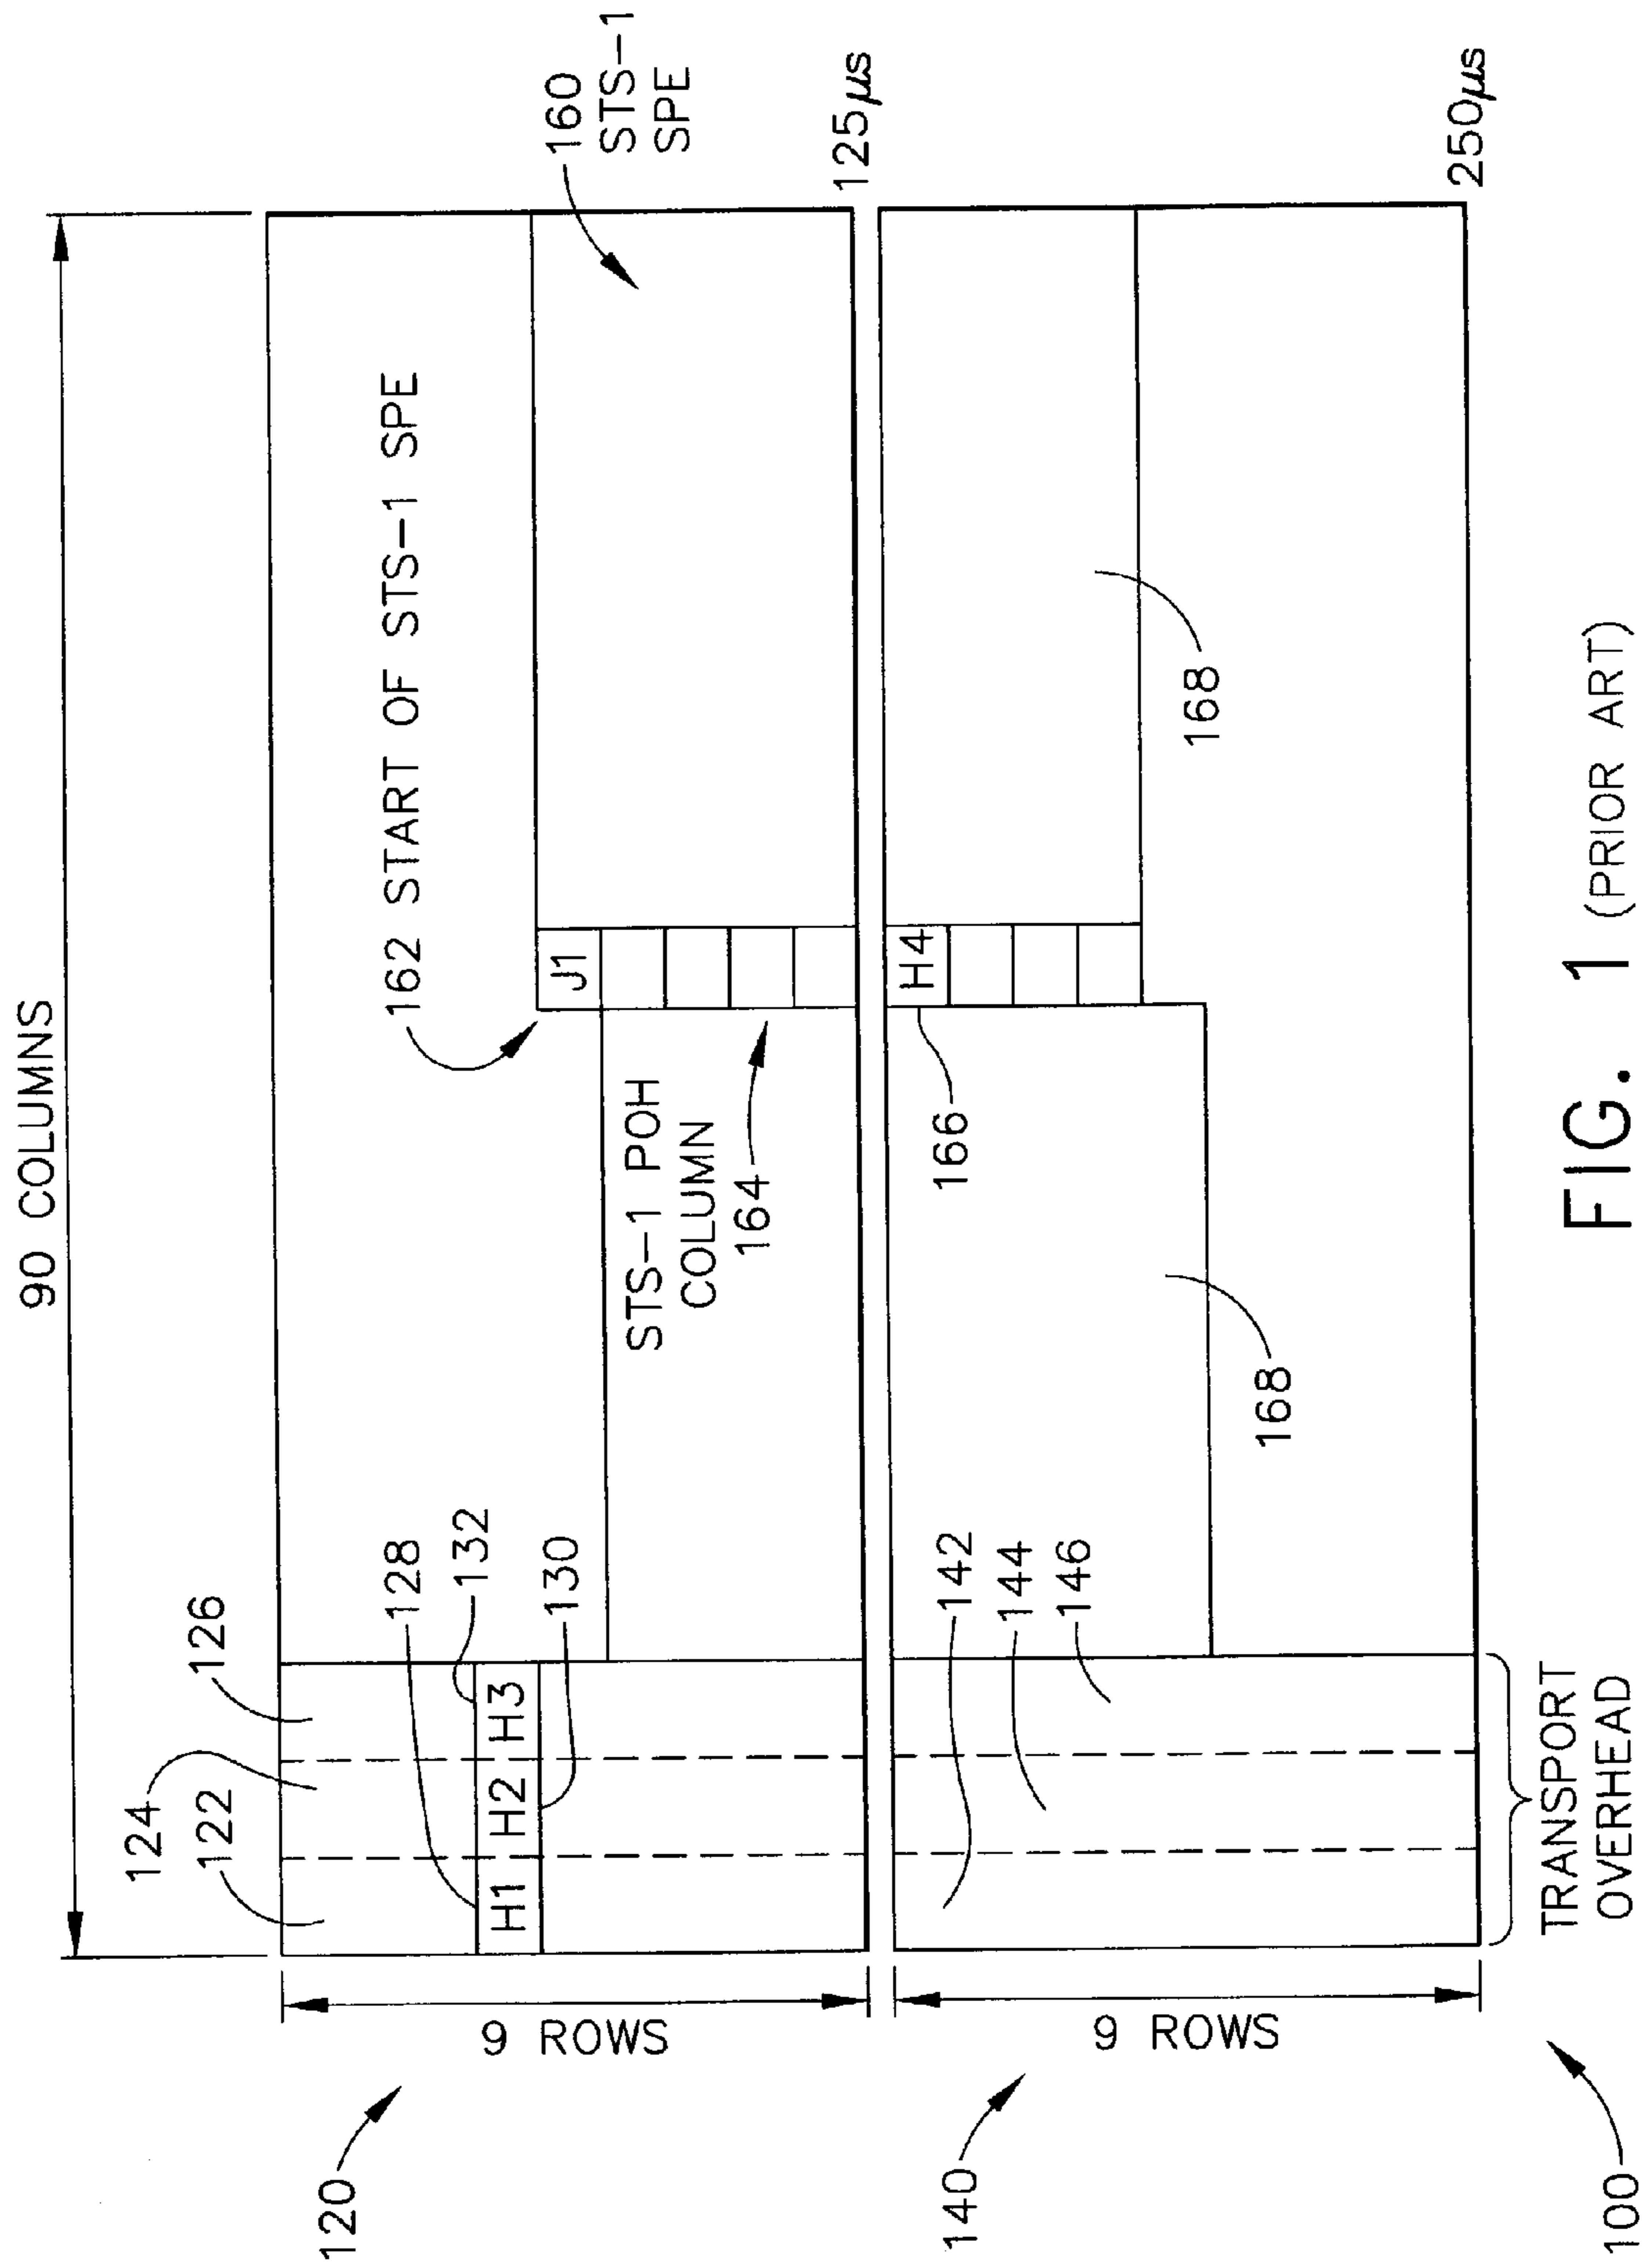 90 COLUMNS
120
9 ROWS
124
122
126
128
132
H1 H2 H3
130
162 START OF STS-1 SPE
J1
STS-1 POH
COLUMN
164
160
STS-1
SPE
125μs
140
9 ROWS
142
144
146
166
H4
168
168
250μs
TRANSPORT
OVERHEAD
100
FIG. 1 (PRIOR ART)